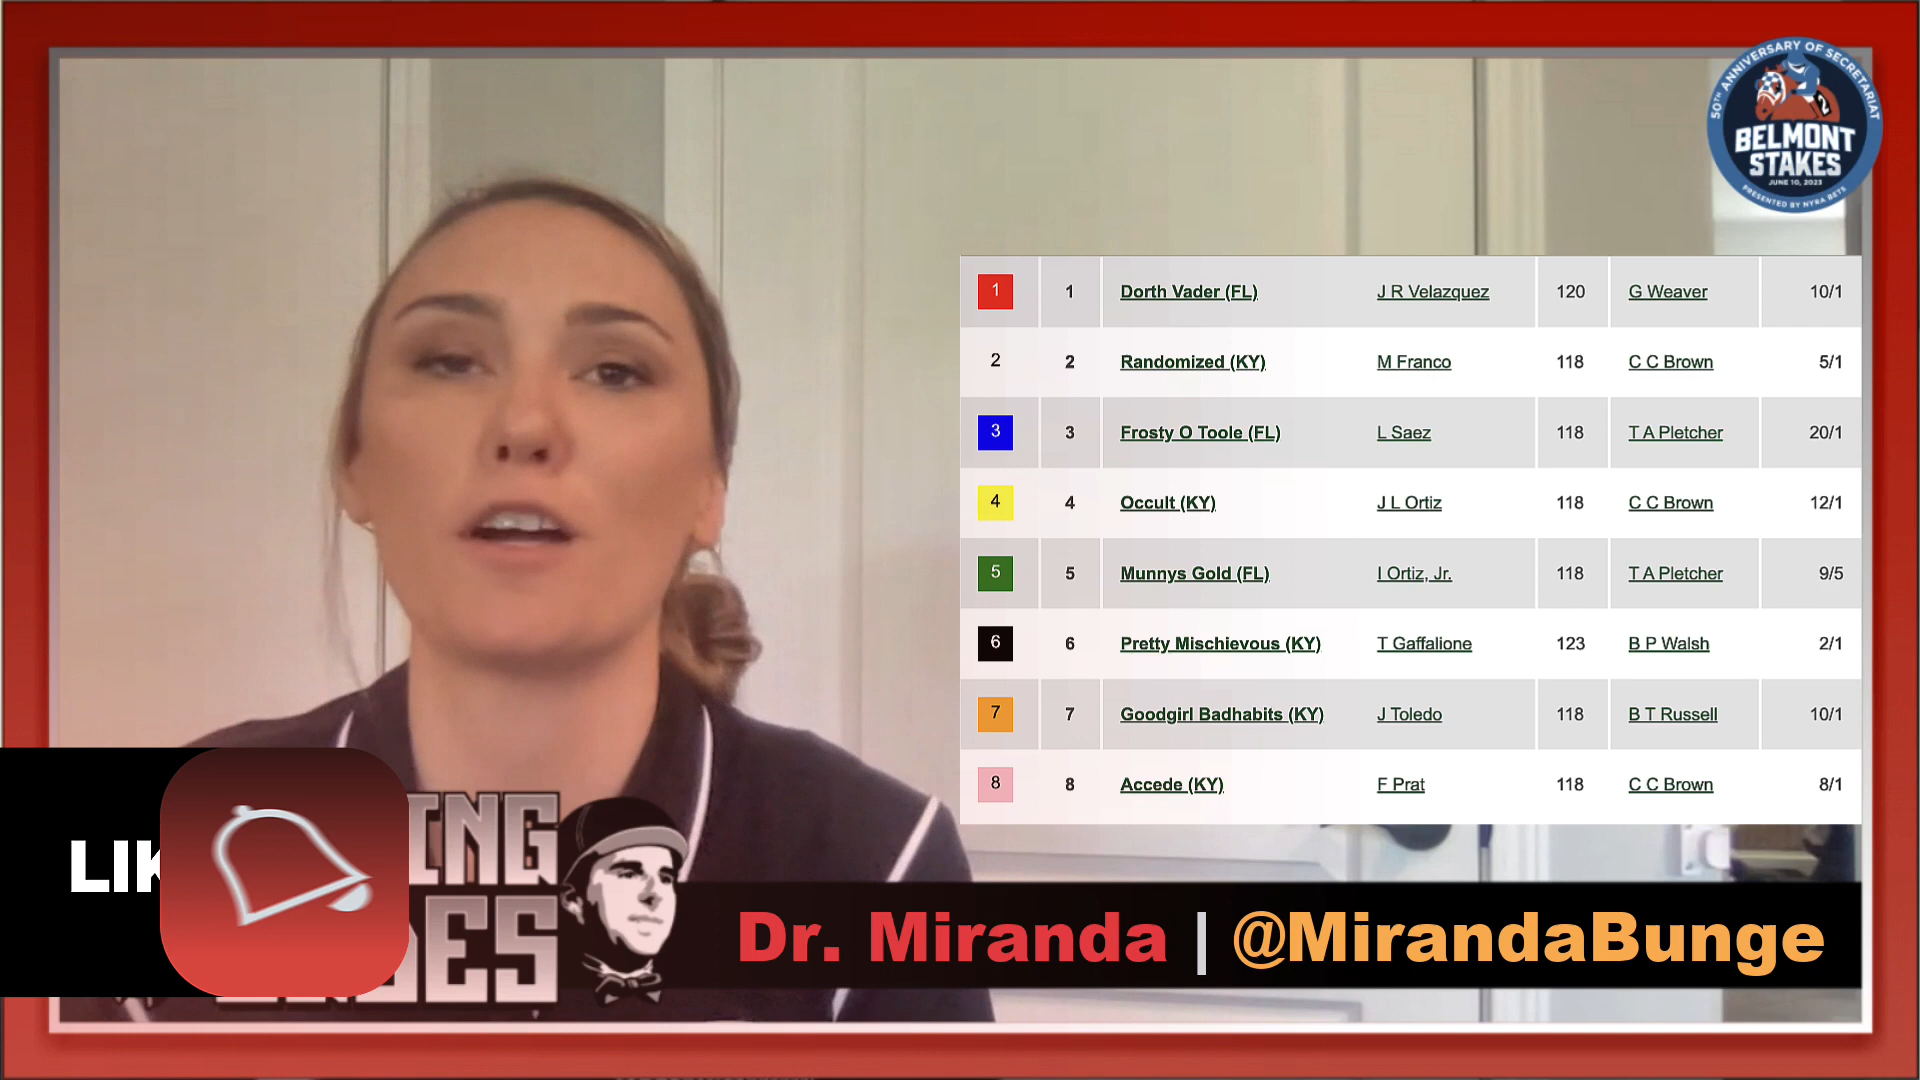 50TH ANNIVERSARY OF SECRETARIAT
2
BELMONT
STAKES
JUNE 10, 2023
PRESENTED BY NYRA BETS
1 1 Dorth Vader (FL) J R Velazquez 120 G Weaver 10/1
2 2 Randomized (KY) M Franco 118 C C Brown 5/1
3 3 Frosty O Toole (FL) L Saez 118 T A Pletcher 20/1
4 4 Occult (KY) J L Ortiz 118 C C Brown 12/1
5 5 Munnys Gold (FL) I Ortiz, Jr. 118 T A Pletcher 9/5
6 6 Pretty Mischievous (KY) T Gaffalione 123 B P Walsh 2/1
7 7 Goodgirl Badhabits (KY) J Toledo 118 B T Russell 10/1
8 8 Accede (KY) F Prat 118 C C Brown 8/1
LIK
ING
DES
Dr. Miranda | @MirandaBunge